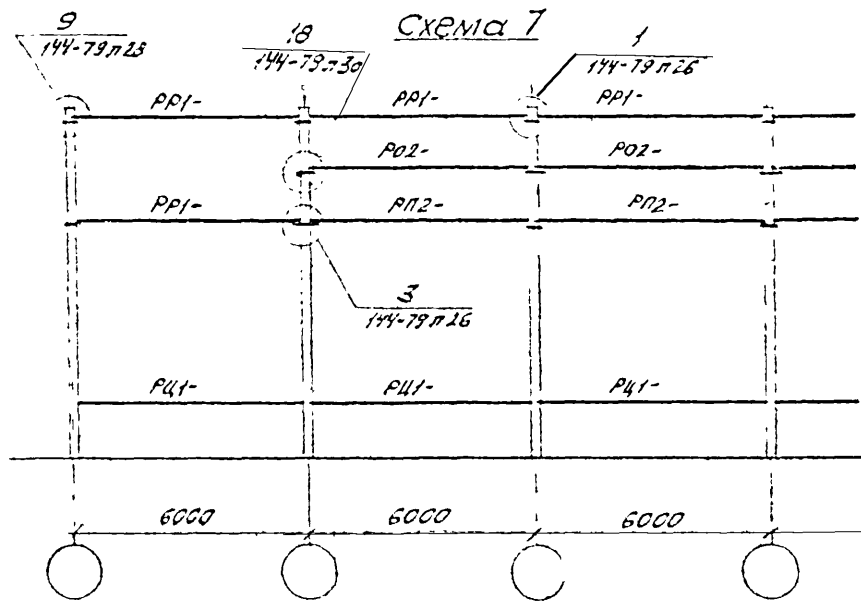 Схема 7
9
144-79 л 23
18
144-79 л 30
1
144-79 л 26
РР1- РР1- РР1-
РО2- РО2-
РР1- РП2- РП2-
3
144-79 л 26
РЦ1- РЦ1- РЦ1-
6000 6000 6000